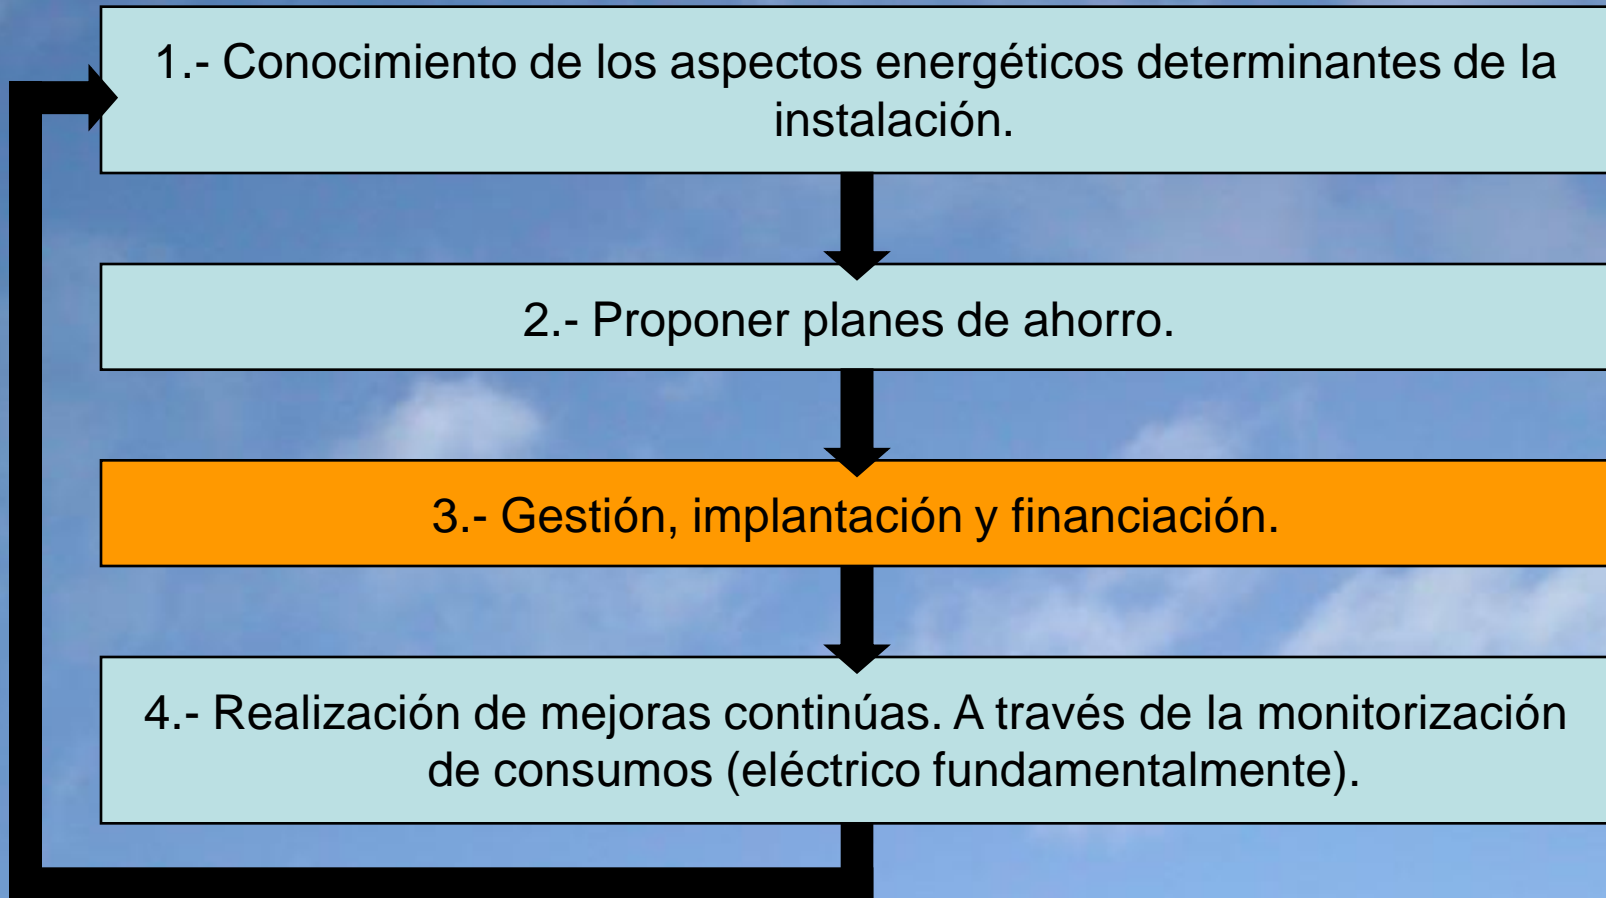 1.- Conocimiento de los aspectos energéticos determinantes de la
instalación.
2.- Proponer planes de ahorro.
3.- Gestión, implantación y financiación.
4.- Realización de mejoras continúas. A través de la monitorización
de consumos (eléctrico fundamentalmente).